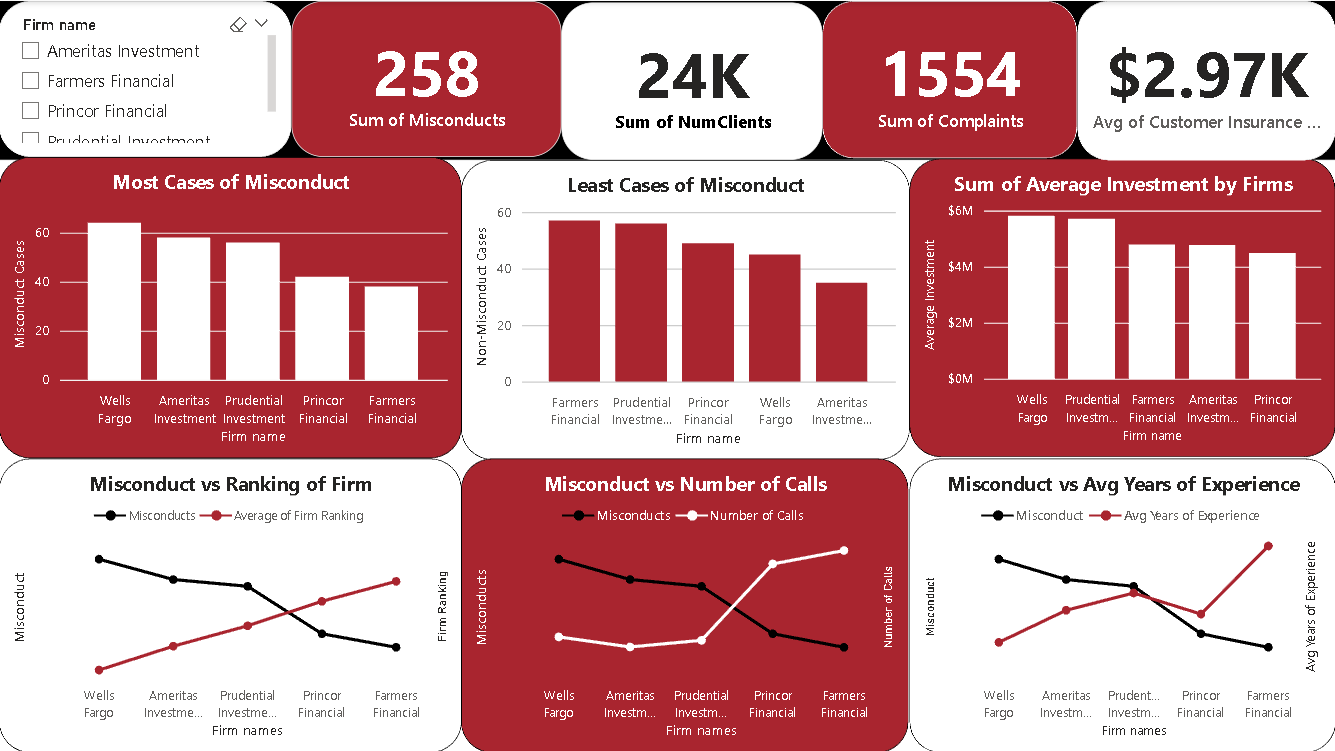 Firm name
Ameritas Investment
Farmers Financial
Princor Financial
Prudential Investment
258
Sum of Misconducts
24K
Sum of NumClients
1554
Sum of Complaints
$2.97K
Avg of Customer Insurance ...
Most Cases of Misconduct
Misconduct Cases
60
40
20
0
Wells
Fargo
Ameritas
Investment
Prudential
Investment
Princor
Financial
Farmers
Financial
Firm name
Least Cases of Misconduct
Non-Misconduct Cases
60
40
20
0
Farmers
Financial
Prudential
Investme...
Princor
Financial
Wells
Fargo
Ameritas
Investme...
Firm name
Sum of Average Investment by Firms
Average Investment
$6M
$4M
$2M
$0M
Wells
Fargo
Prudential
Investm...
Farmers
Financial
Ameritas
Investm...
Princor
Financial
Firm name
Misconduct vs Ranking of Firm
Misconducts
Average of Firm Ranking
Misconduct
Firm Ranking
Wells
Fargo
Ameritas
Investme...
Prudential
Investme...
Princor
Financial
Farmers
Financial
Firm names
Misconduct vs Number of Calls
Misconducts
Number of Calls
Misconducts
Number of Calls
Wells
Fargo
Ameritas
Investm...
Prudential
Investm...
Princor
Financial
Farmers
Financial
Firm names
Misconduct vs Avg Years of Experience
Misconduct
Avg Years of Experience
Misconduct
Avg Years of Experience
Wells
Fargo
Ameritas
Investm...
Prudent...
Investm...
Princor
Financial
Farmers
Financial
Firm names